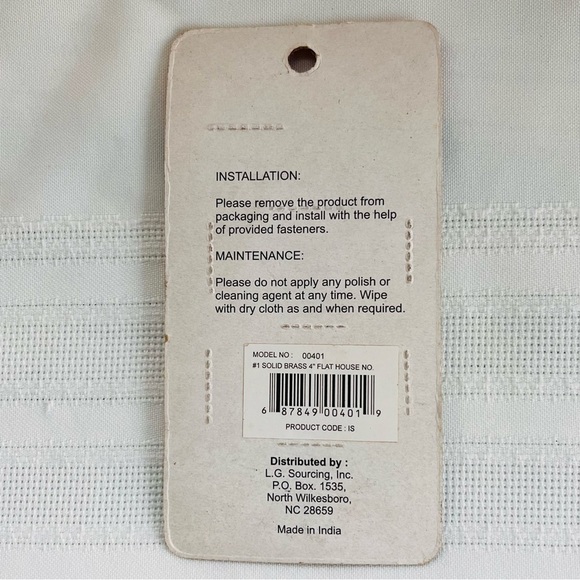 INSTALLATION:
Please remove the product from
packaging and install with the help
of provided fasteners.
MAINTENANCE:
Please do not apply any polish or
cleaning agent at any time. Wipe
with dry cloth as and when required.
MODEL NO : 00401
#1 SOLID BRASS 4" FLAT HOUSE NO.
6 87849 00401 9
PRODUCT CODE : IS
Distributed by :
L.G. Sourcing, Inc.
P.O. Box. 1535,
North Wilkesboro,
NC 28659
Made in India